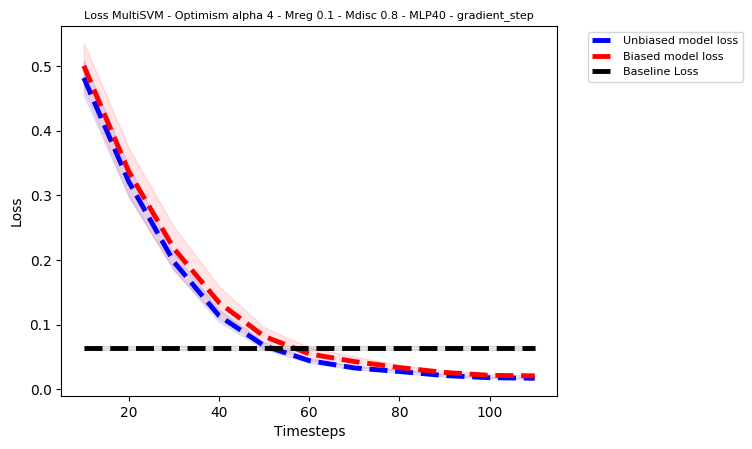 Loss MultiSVM - Optimism alpha 4 - Mreg 0.1 - Mdisc 0.8 - MLP40 - gradient_step
Unbiased model loss
Biased model loss
Baseline Loss
0.5
0.4
0.3
0.2
0.1
0.0
Loss
20
40
60
80
100
Timesteps